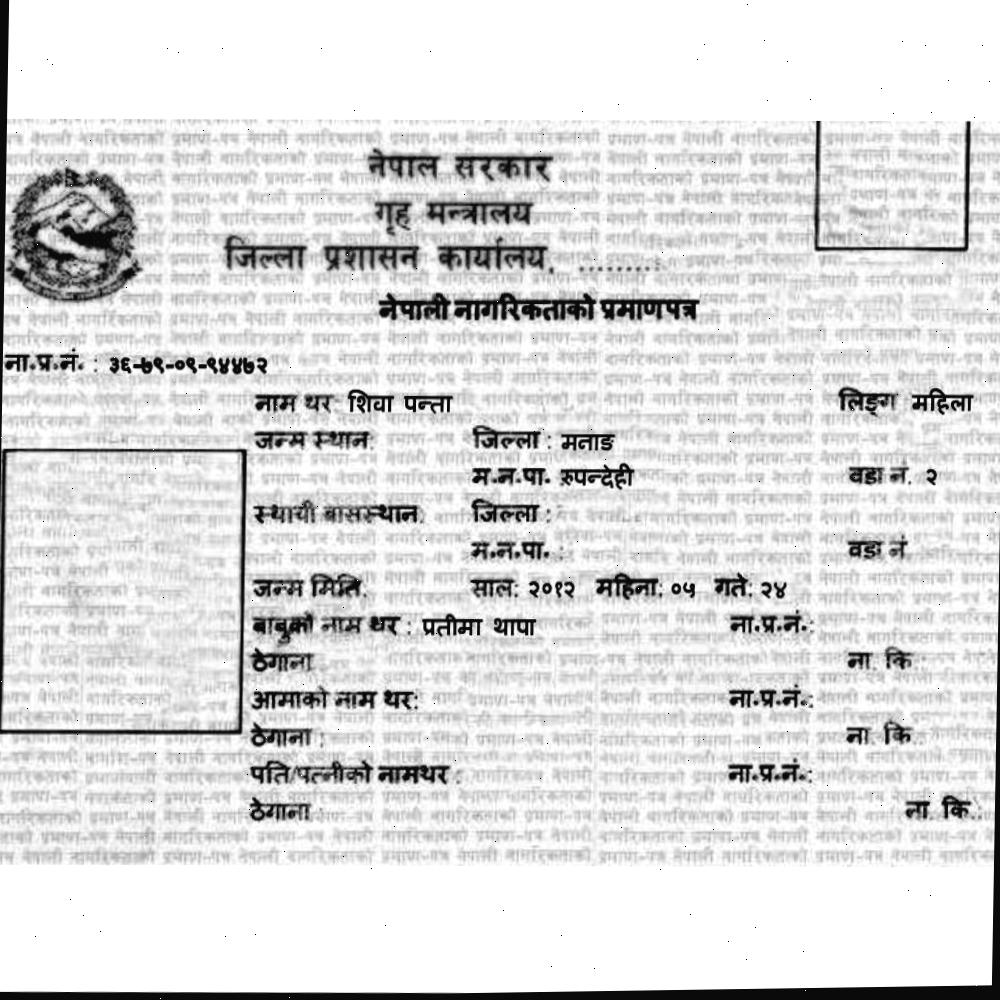 नेपाल सरकार
गृह मन्त्रालय
जिल्ला प्रशासन कार्यालय, .........
नेपाली नागरिकताको प्रमाणपत्र
ना.प्र.नं. : ३६-७९-०९-९४४७२
नाम थर: शिवा पन्ता लिङ्ग महिला
जन्म स्थान: जिल्ला : मनाङ
म.न.पा. रुपन्देही वडा नं. २
स्थायी बासस्थान: जिल्ला :
म.न.पा. : वडा नं
जन्म मिति: साल: २०१२ महिना: ०५ गते: २४
बाबुको नाम थर : प्रतीमा थापा ना.प्र.नं.:
ठेगाना ना. कि.:
आमाको नाम थर: ना.प्र.नं.:
ठेगाना : ना. कि.:
पति/पत्नीको नामथर : ना.प्र.नं.:
ठेगाना ना. कि.: